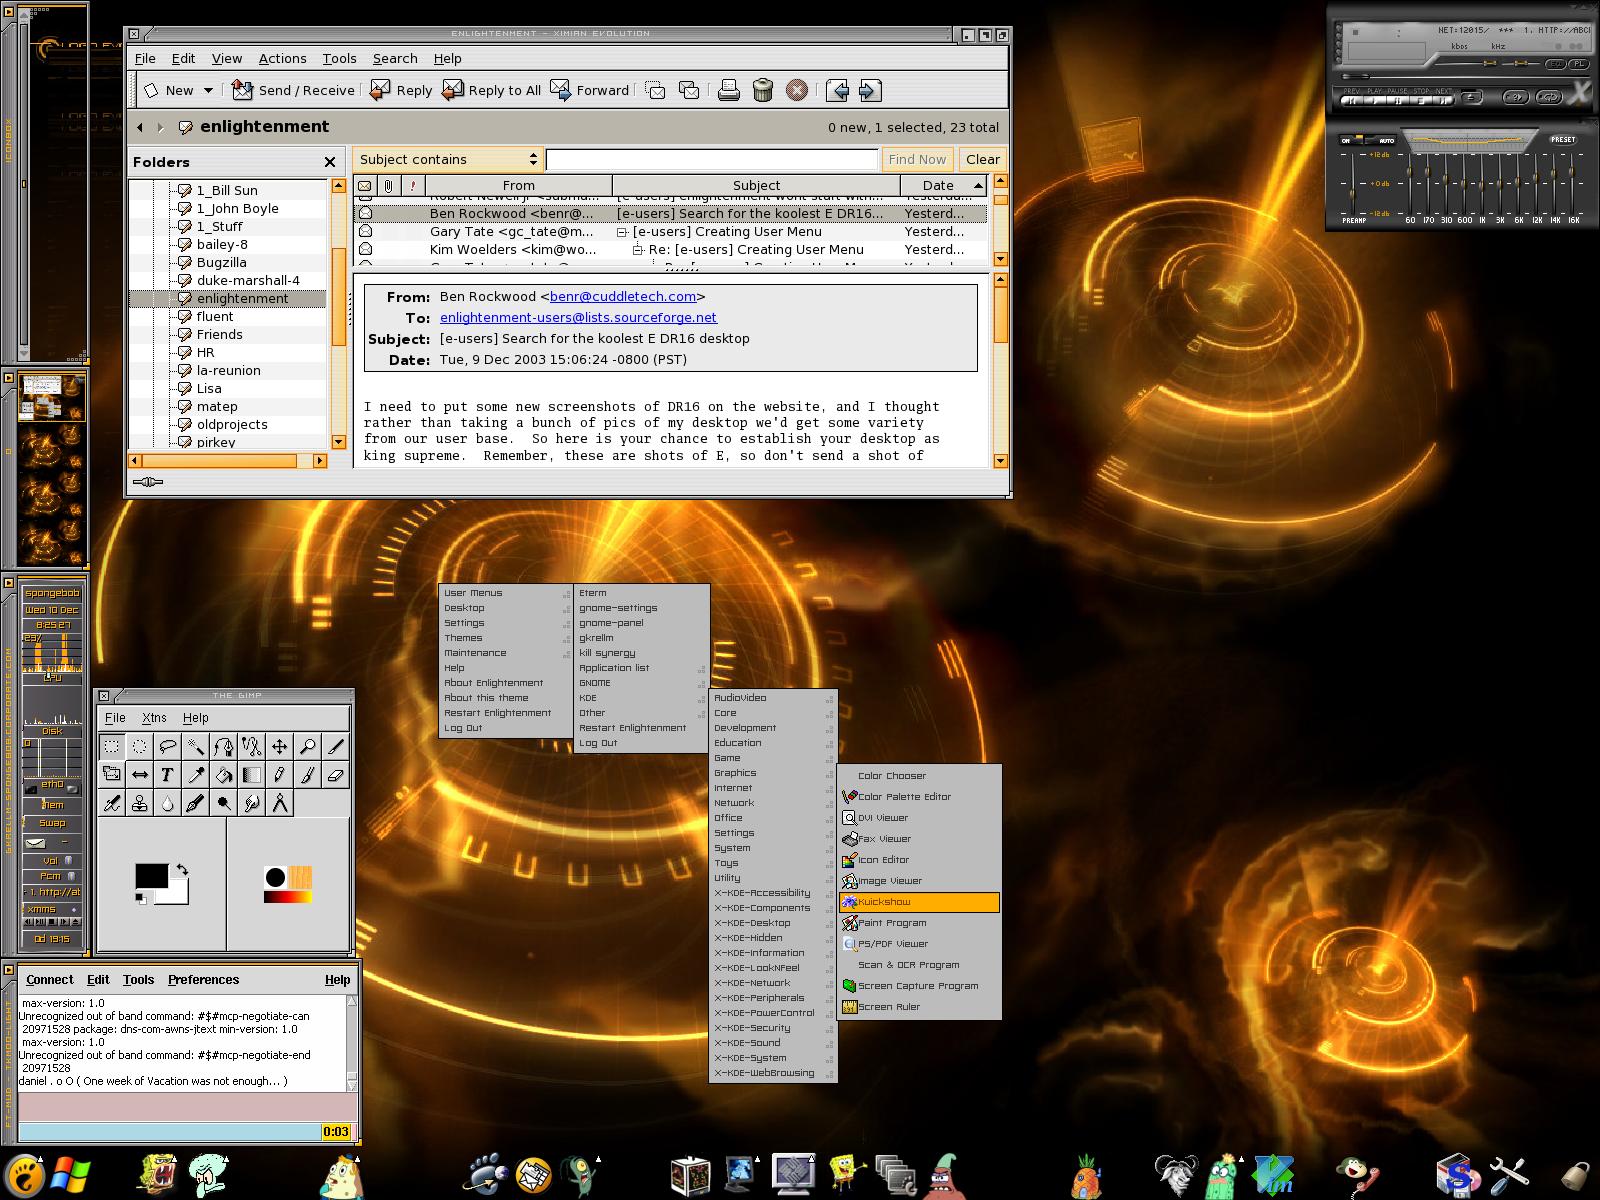 ENLIGHTENMENT - XIMIAN EVOLUTION
File Edit View Actions Tools Search Help
New Send / Receive Reply Reply to All Forward
enlightenment
0 new, 1 selected, 23 total
Folders
1_Bill Sun
1_John Boyle
1_Stuff
bailey-8
Bugzilla
duke-marshall-4
enlightenment
fluent
Friends
HR
la-reunion
Lisa
matep
oldprojects
pirkey
Subject contains
Find Now
Clear
From Subject Date
Ben Rockwood <benr@... [e-users] Search for the koolest E DR16... Yesterd...
Gary Tate <gc_tate@m... [e-users] Creating User Menu Yesterd...
Kim Woelders <kim@wo... Re: [e-users] Creating User Menu Yesterd...
From: Ben Rockwood <benr@cuddletech.com>
To: enlightenment-users@lists.sourceforge.net
Subject: [e-users] Search for the koolest E DR16 desktop
Date: Tue, 9 Dec 2003 15:06:24 -0800 (PST)
I need to put some new screenshots of DR16 on the website, and I thought
rather than taking a bunch of pics of my desktop we'd get some variety
from our user base. So here is your chance to establish your desktop as
king supreme. Remember, these are shots of E, so don't send a shot of
NET:12015/ *** 1. HTTP://ABC
kbps kHz
EQ PL
PREV PLAY PAUSE STOP NEXT
ON AUTO PRESET
+12db
+0db
-12db
PREAMP 60 170 310 600 1K 3K 6K 12K 14K 16K
ICONBOX
GKRELLM-SPONGEBOB.CORPORATE.COM
spongebob
Wed 10 Dec
8:25 27
23%
CPU
Disk
0
eth0
Mem
Swap
Vol
Pcm
- 1. http://at
xmms
0d 19:15
THE GIMP
File Xtns Help
User Menus
Desktop
Settings
Themes
Maintenance
Help
About Enlightenment
About this theme
Restart Enlightenment
Log Out
Eterm
gnome-settings
gnome-panel
gkrellm
kill synergy
Application list
GNOME
KDE
Other
Restart Enlightenment
Log Out
AudioVideo
Core
Development
Education
Game
Graphics
Internet
Network
Office
Settings
System
Toys
Utility
X-KDE-Accessibility
X-KDE-Components
X-KDE-Desktop
X-KDE-Hidden
X-KDE-Information
X-KDE-LookNFeel
X-KDE-Network
X-KDE-Peripherals
X-KDE-PowerControl
X-KDE-Security
X-KDE-Sound
X-KDE-System
X-KDE-WebBrowsing
Color Chooser
Color Palette Editor
DVI Viewer
Fax Viewer
Icon Editor
Image Viewer
Kuickshow
Paint Program
PS/PDF Viewer
Scan & OCR Program
Screen Capture Program
Screen Ruler
FT-MUD - TKMOO-LIGHT
Connect Edit Tools Preferences Help
max-version: 1.0
Unrecognized out of band command: #$#mcp-negotiate-can
20971528 package: dns-com-awns-jtext min-version: 1.0
max-version: 1.0
Unrecognized out of band command: #$#mcp-negotiate-end
20971528
daniel . o O ( One week of Vacation was not enough... )
0:03